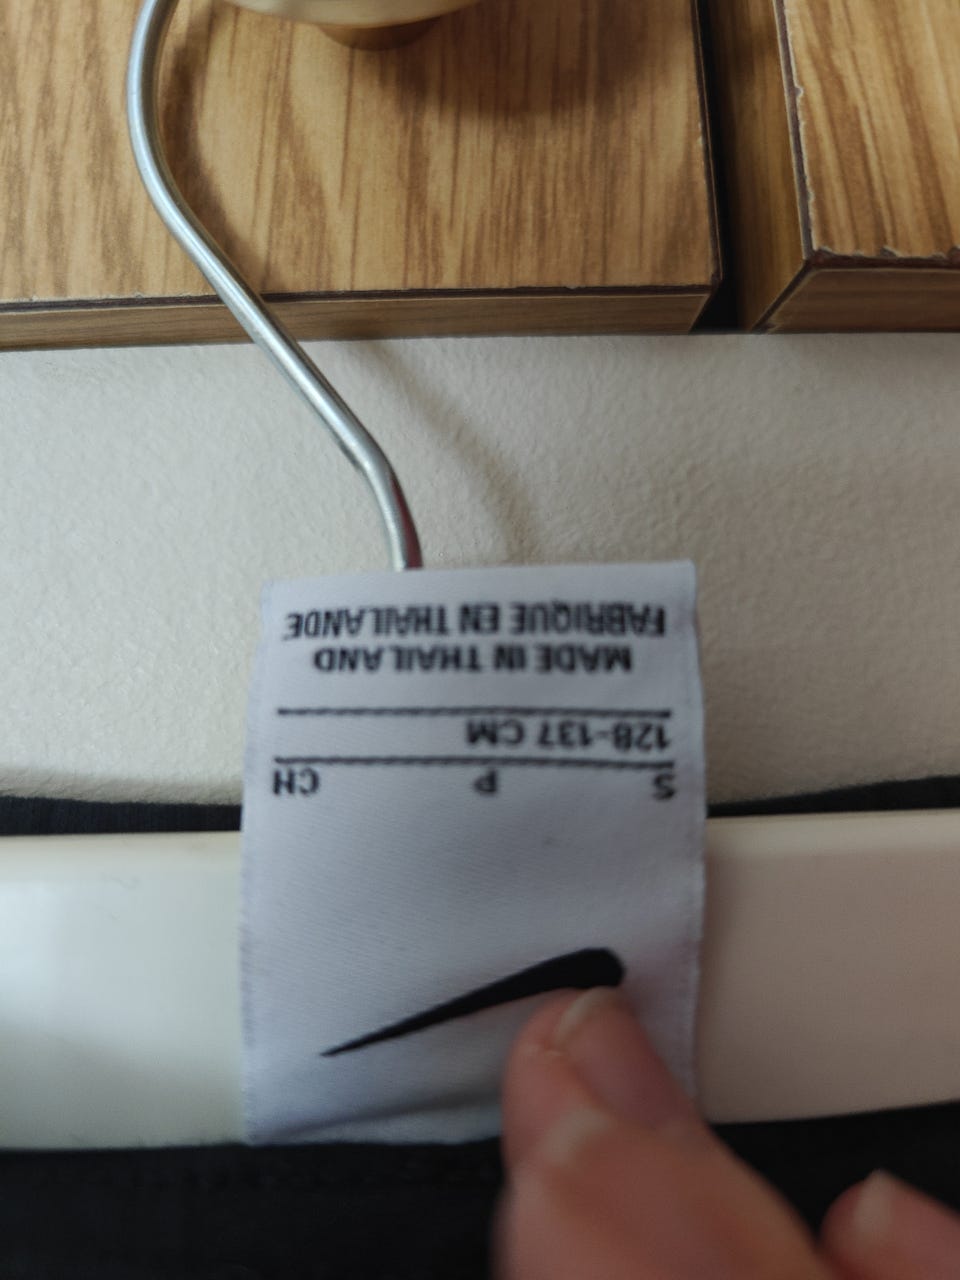 S P CH
128-137 CM
MADE IN THAILAND
FABRIQUE EN THAILANDE